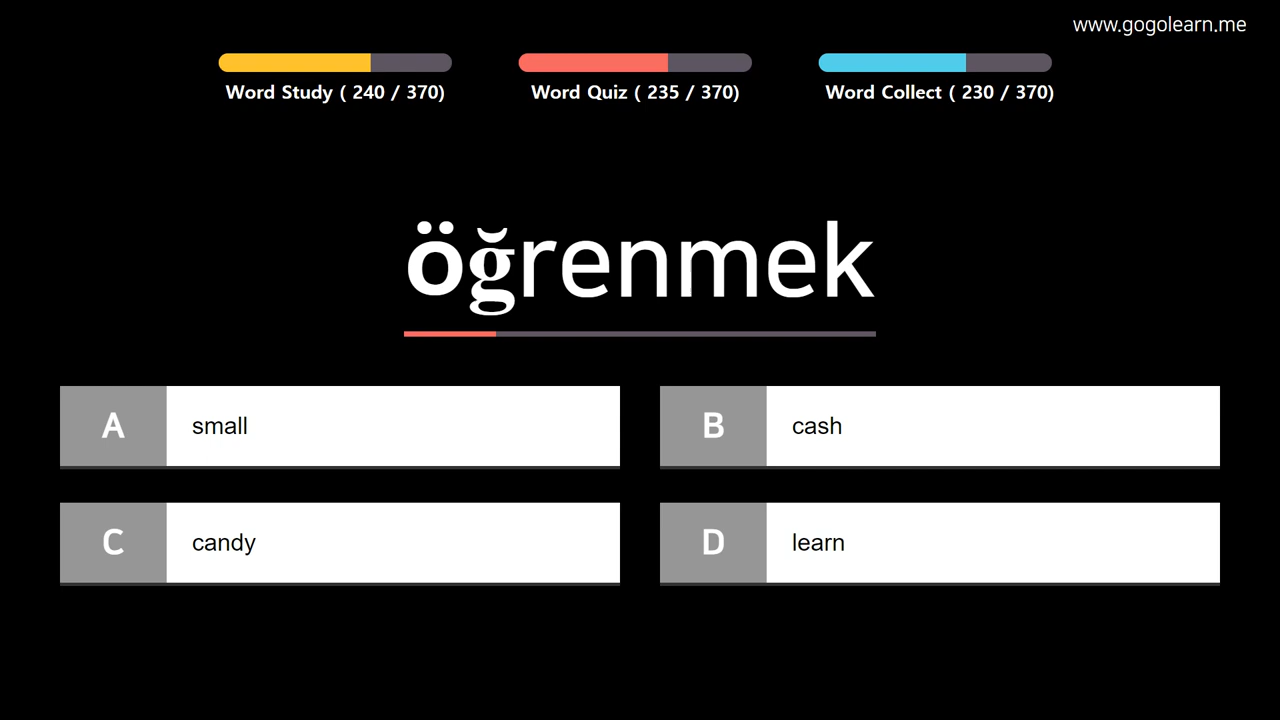 www.gogolearn.me
Word Study ( 240 / 370)
Word Quiz ( 235 / 370)
Word Collect ( 230 / 370)
öğrenmek
A small
B cash
C candy
D learn